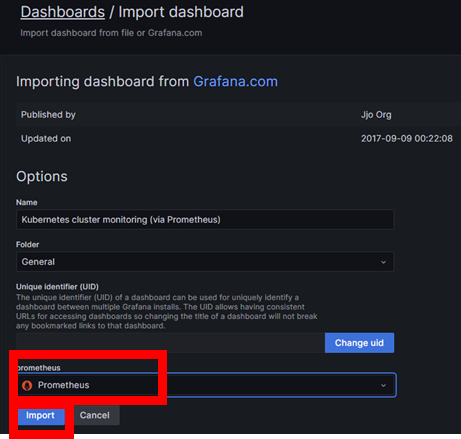 Dashboards / Import dashboard
Import dashboard from file or Grafana.com
Importing dashboard from Grafana.com
Published by Jjo Org
Updated on 2017-09-09 00:22:08
Options
Name
Kubernetes cluster monitoring (via Prometheus)
Folder
General
Unique identifier (UID)
The unique identifier (UID) of a dashboard can be used for uniquely identify a
dashboard between multiple Grafana installs. The UID allows having consistent
URLs for accessing dashboards so changing the title of a dashboard will not break
any bookmarked links to that dashboard.
Change uid
prometheus
Prometheus
Import Cancel